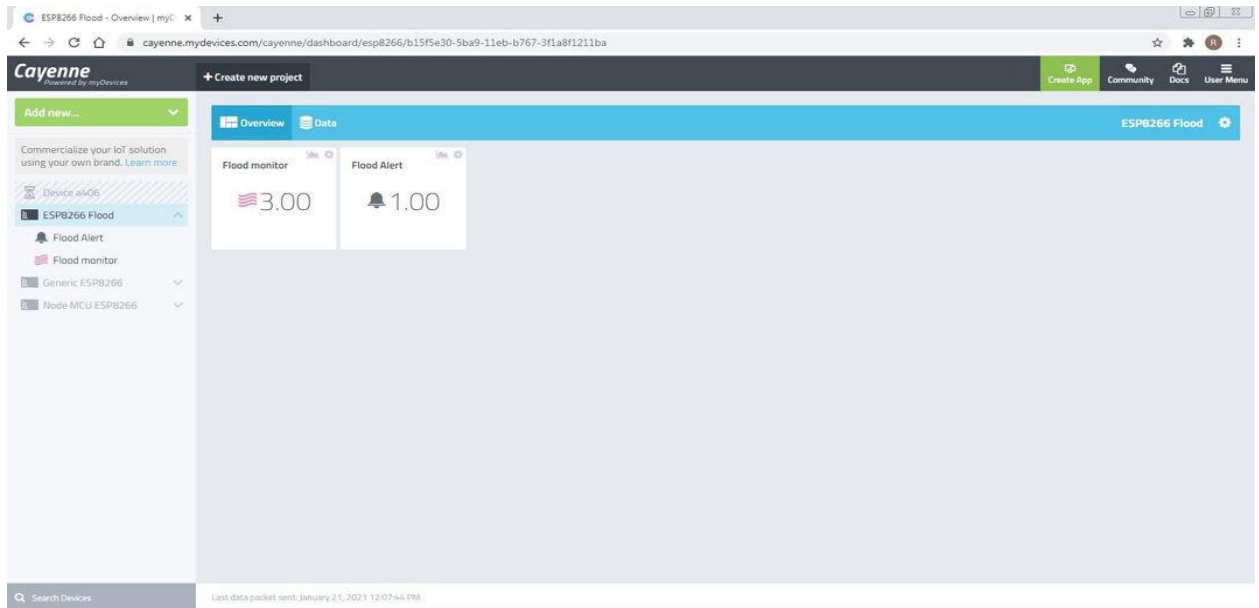 ESP8266 Flood - Overview | myD
cayenne.mydevices.com/cayenne/dashboard/esp8266/b15f5e30-5ba9-11eb-b767-3f1a8f1211ba
R
Cayenne
Powered by myDevices
+ Create new project
Create App
Community
Docs
User Menu
Add new...
Overview
Data
ESP8266 Flood
Commercialize your IoT solution
using your own brand. Learn more
Device a406
ESP8266 Flood
Flood Alert
Flood monitor
Generic ESP8266
Node MCU ESP8266
Flood monitor
3.00
Flood Alert
1.00
Search Devices
Last data packet sent: January 21, 2021 12:07:44 PM